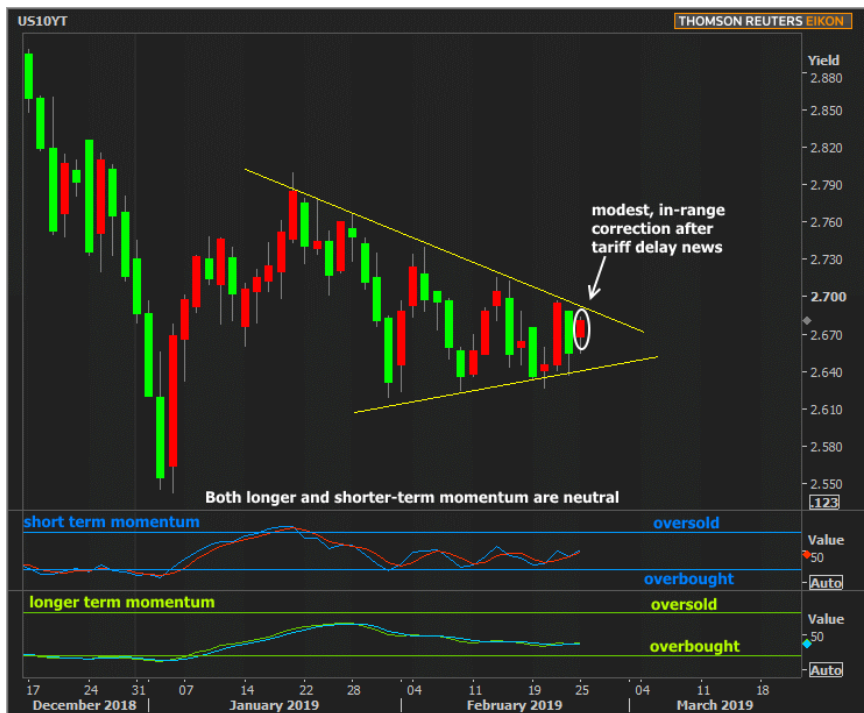 US10YT
THOMSON REUTERS EIKON
Yield
2.880
2.850
2.820
2.790
2.760
2.730
2.700
2.670
2.640
2.610
2.580
2.550
.123
modest, in-range
correction after
tariff delay news
Both longer and shorter-term momentum are neutral
short term momentum
oversold
overbought
Value
50
Auto
longer term momentum
oversold
overbought
Value
50
Auto
17 24 31 07 14 22 28 04 11 19 25 04 11 18
December 2018 January 2019 February 2019 March 2019